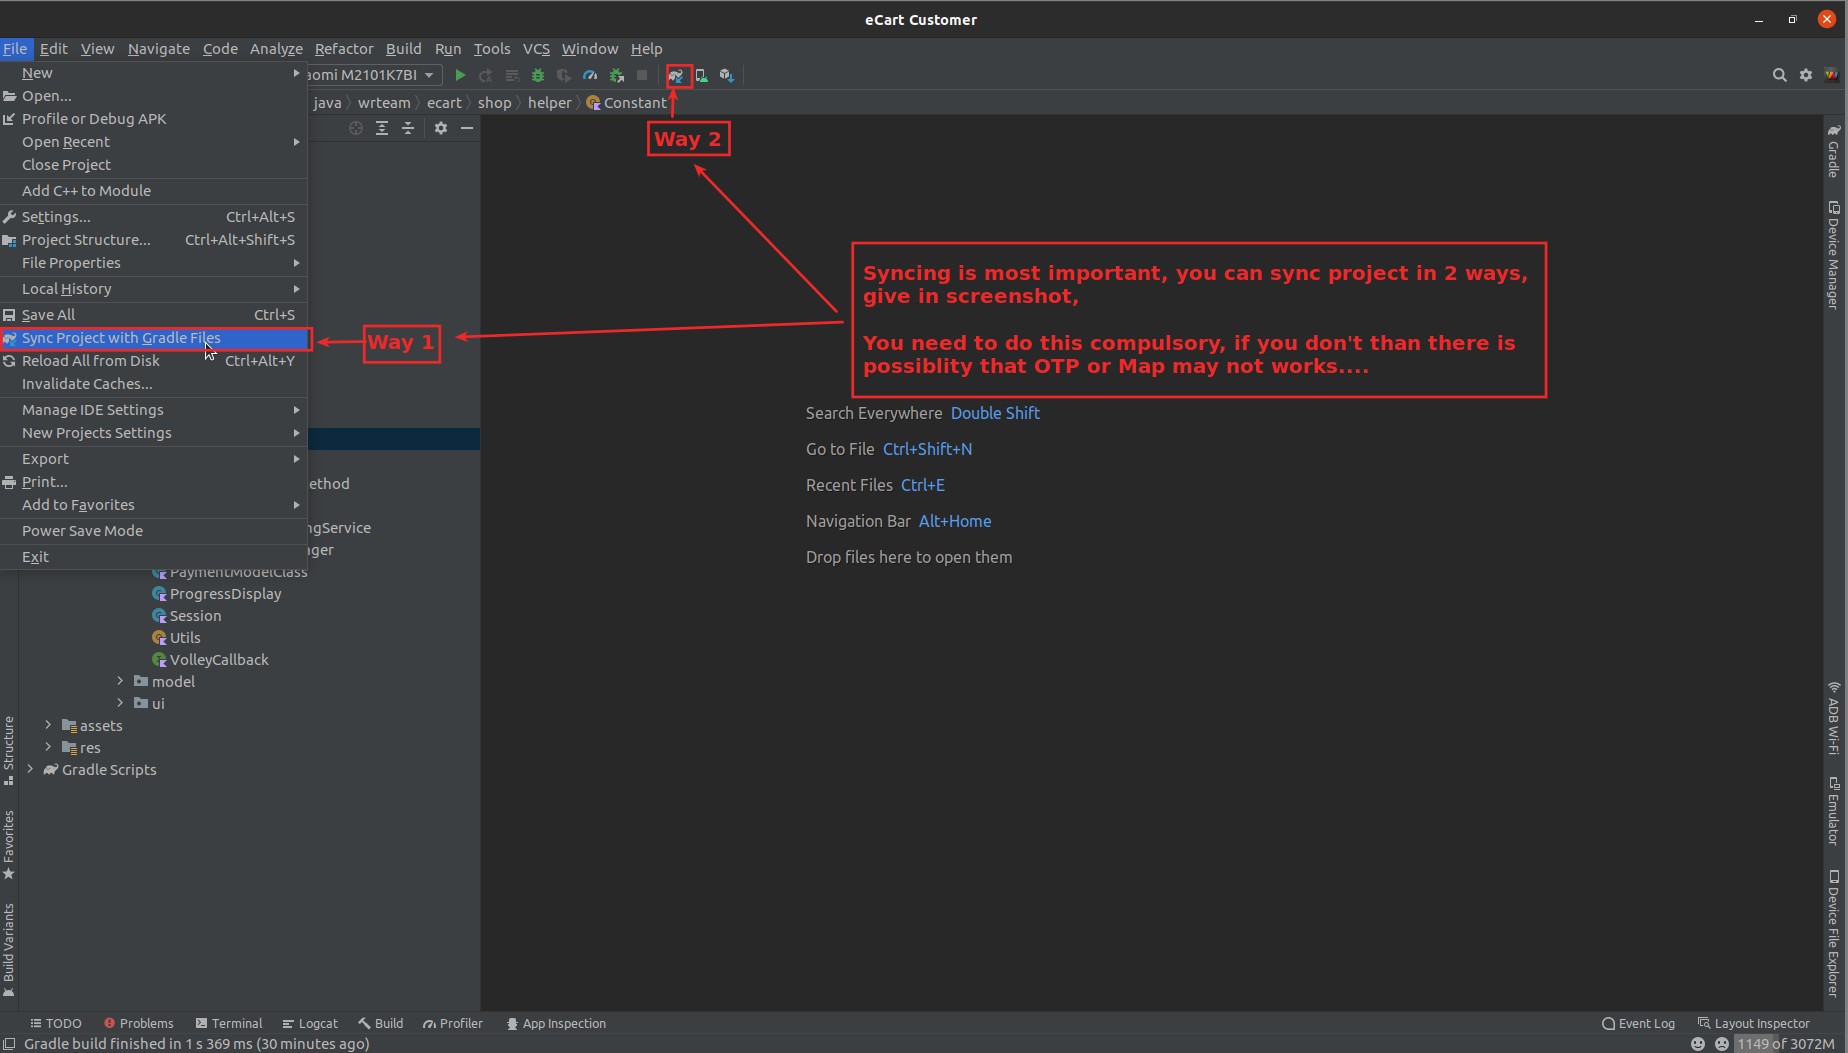 eCart Customer
File Edit View Navigate Code Analyze Refactor Build Run Tools VCS Window Help
New
Open...
Profile or Debug APK
Open Recent
Close Project
Add C++ to Module
Settings... Ctrl+Alt+S
Project Structure... Ctrl+Alt+Shift+S
File Properties
Local History
Save All Ctrl+S
Sync Project with Gradle Files
Reload All from Disk Ctrl+Alt+Y
Invalidate Caches...
Manage IDE Settings
New Projects Settings
Export
Print...
Add to Favorites
Power Save Mode
Exit
aomi M2101K7BI
java wrteam ecart shop helper Constant
Way 2
Way 1
Syncing is most important, you can sync project in 2 ways,
give in screenshot,
You need to do this compulsory, if you don't than there is
possiblity that OTP or Map may not works....
Search Everywhere Double Shift
Go to File Ctrl+Shift+N
Recent Files Ctrl+E
Navigation Bar Alt+Home
Drop files here to open them
ethod
ngService
ager
PaymentModelClass
ProgressDisplay
Session
Utils
VolleyCallback
model
ui
assets
res
Gradle Scripts
Structure
Favorites
Build Variants
Gradle
Device Manager
ADB Wi-Fi
Emulator
Device File Explorer
TODO Problems Terminal Logcat Build Profiler App Inspection Event Log Layout Inspector
Gradle build finished in 1 s 369 ms (30 minutes ago) 1149 of 3072M